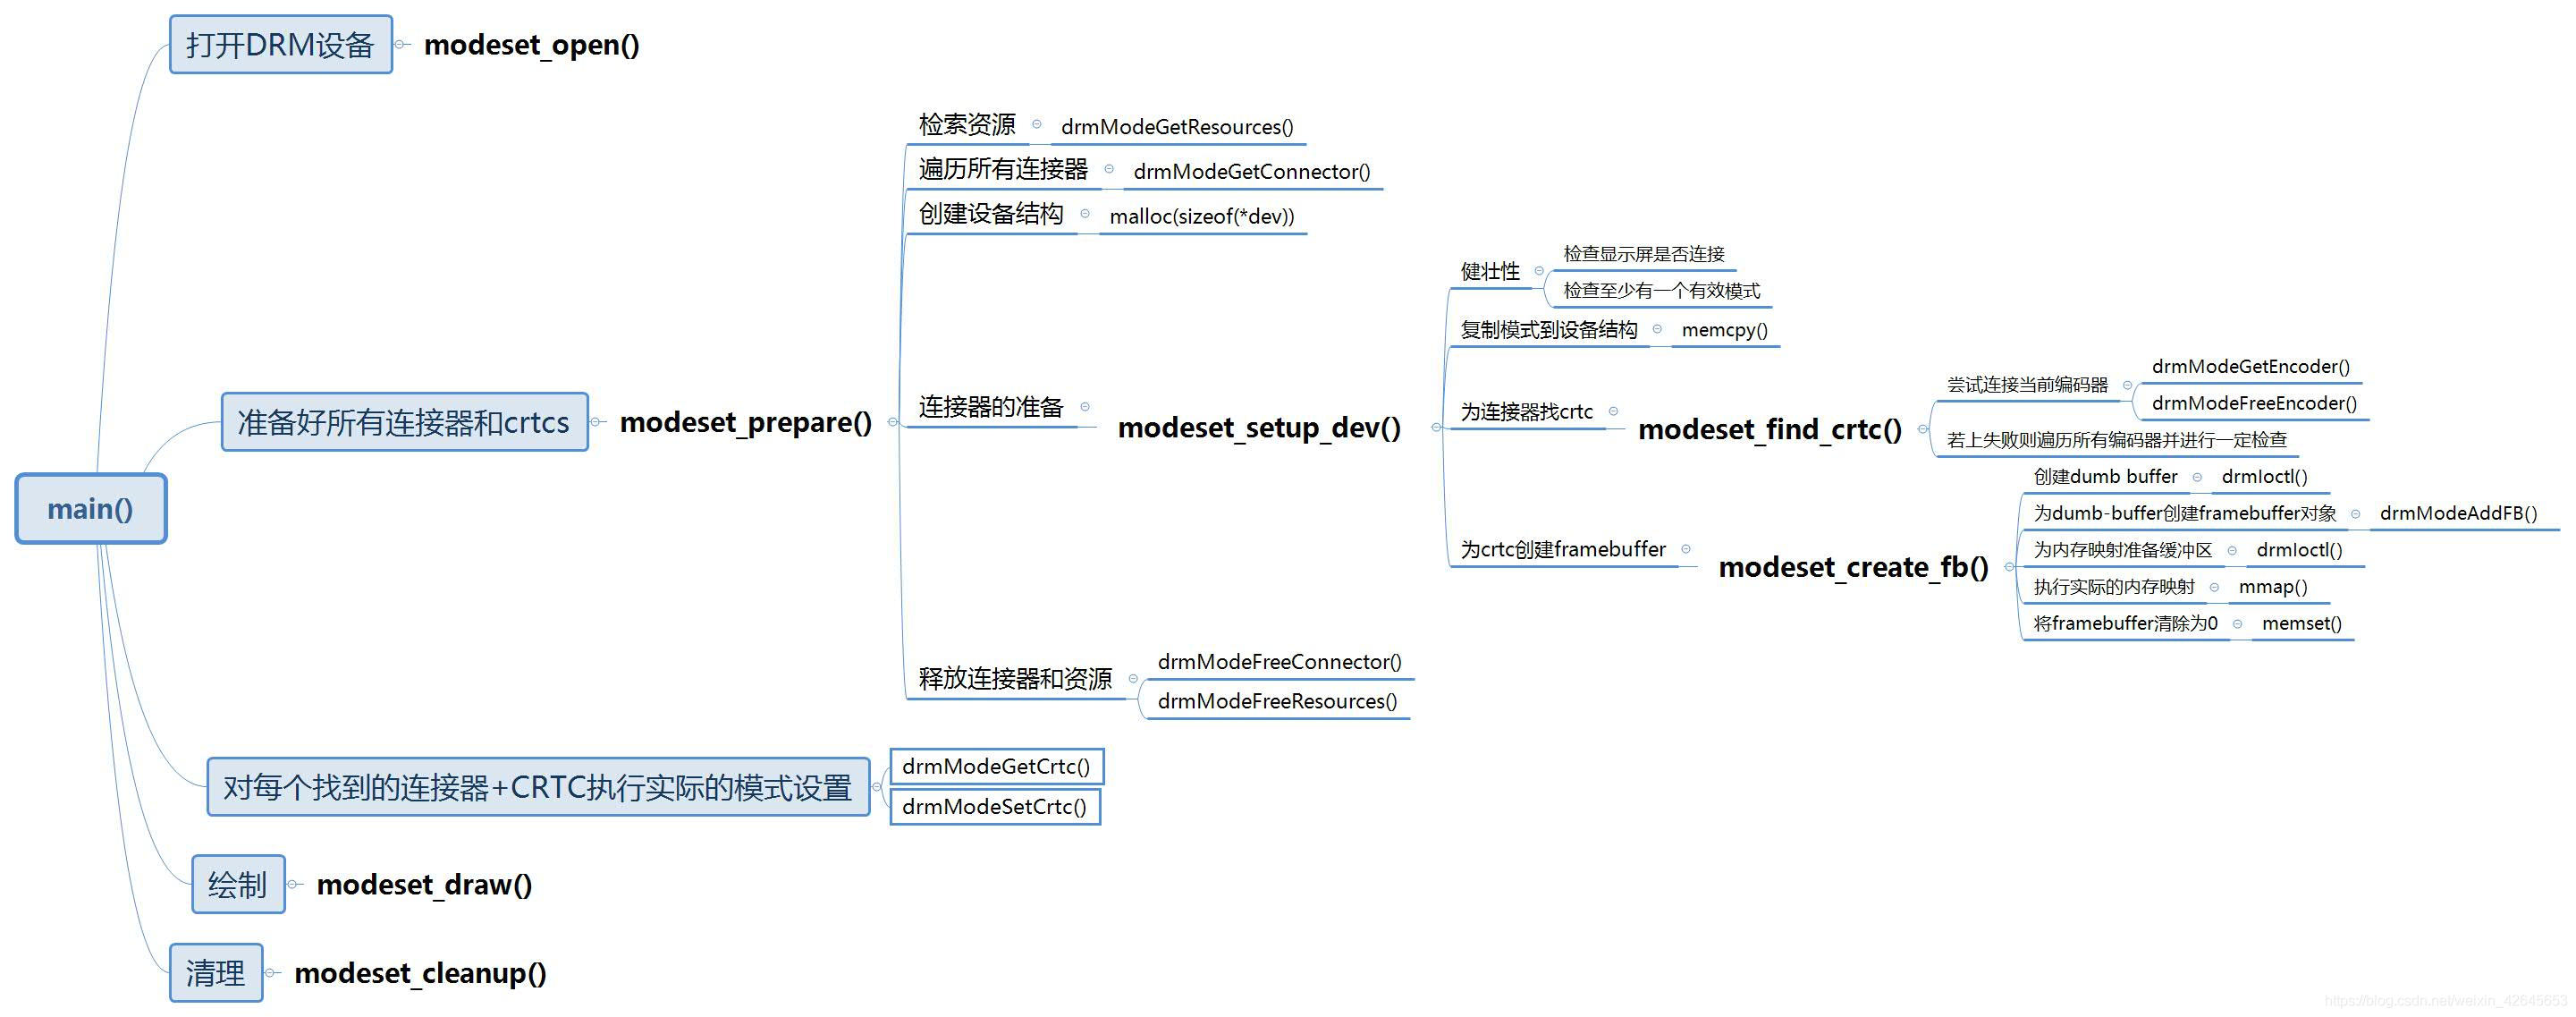 打开DRM设备
modeset_open()
检索资源
drmModeGetResources()
遍历所有连接器
drmModeGetConnector()
创建设备结构
malloc(sizeof(*dev))
健壮性
检查显示屏是否连接
检查至少有一个有效模式
复制模式到设备结构
memcpy()
尝试连接当前编码器
drmModeGetEncoder()
drmModeFreeEncoder()
准备好所有连接器和crtcs
modeset_prepare()
连接器的准备
modeset_setup_dev()
为连接器找crtc
modeset_find_crtc()
若上失败则遍历所有编码器并进行一定检查
main()
创建dumb buffer
drmIoctl()
为dumb-buffer创建framebuffer对象
drmModeAddFB()
为crtc创建framebuffer
modeset_create_fb()
为内存映射准备缓冲区
drmIoctl()
执行实际的内存映射
mmap()
将framebuffer清除为0
memset()
释放连接器和资源
drmModeFreeConnector()
drmModeFreeResources()
对每个找到的连接器+CRTC执行实际的模式设置
drmModeGetCrtc()
drmModeSetCrtc()
绘制
modeset_draw()
清理
modeset_cleanup()
https://blog.csdn.net/weixin_42645653